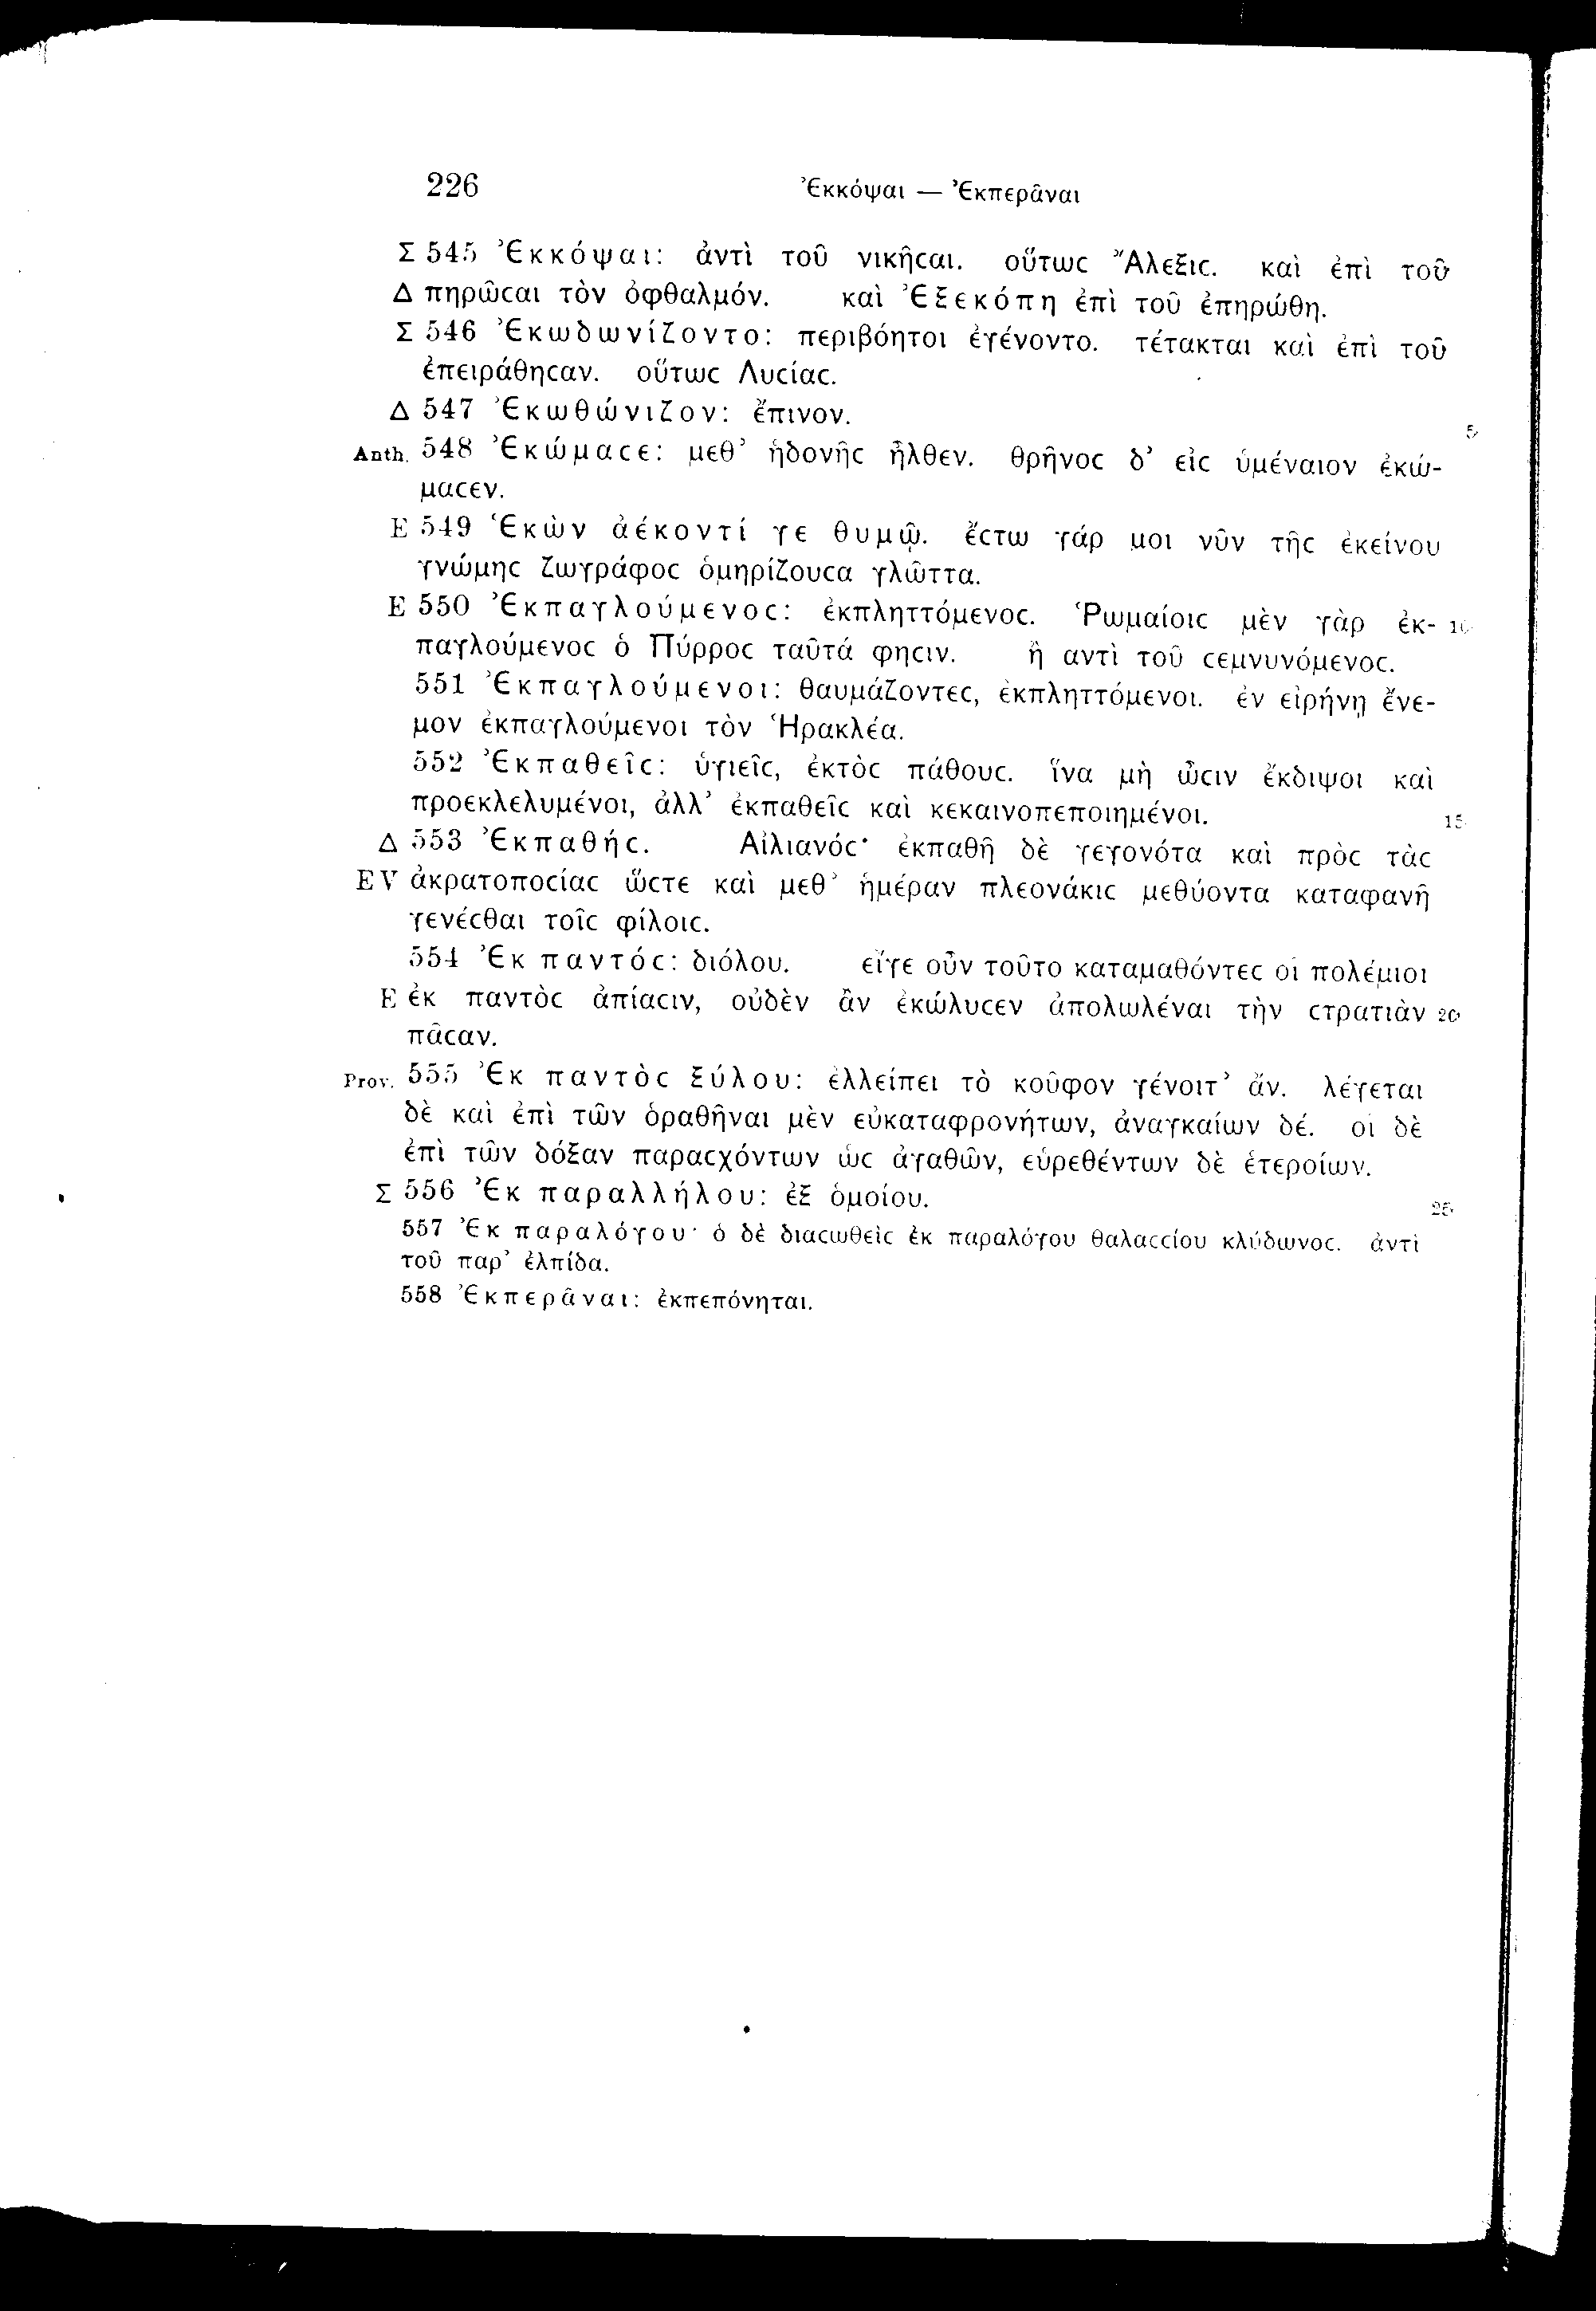 226 Ἐκκόψαι — Ἐκπερᾶναι
Σ 545 Ἐκκόψαι: ἀντὶ τοῦ νικῆϲαι. οὕτωϲ Ἄλεξιϲ. καὶ ἐπὶ τοῦ
Δ πηρῶϲαι τὸν ὀφθαλμόν. καὶ Ἐξεκόπη ἐπὶ τοῦ ἐπηρώθη.
Σ 546 Ἐκωδωνίζοντο: περιβόητοι ἐγένοντο. τέτακται καὶ ἐπὶ τοῦ
ἐπειράθηϲαν. οὕτωϲ Λυϲίαϲ.
Δ 547 Ἐκωθώνιζον: ἔπινον.
5
Anth. 548 Ἐκώμαϲε: μεθ’ ἡδονῆϲ ἦλθεν. θρῆνοϲ δ’ εἰϲ ὑμέναιον ἐκώ-
μαϲεν.
E 549 Ἑκὼν ἀέκοντί γε θυμῷ. ἔϲτω γάρ μοι νῦν τῆϲ ἐκείνου
γνώμηϲ ζωγράφοϲ ὁμηρίζουϲα γλῶττα.
E 550 Ἐκπαγλούμενοϲ: ἐκπληττόμενοϲ. Ῥωμαίοιϲ μὲν γὰρ ἐκ- 10
παγλούμενοϲ ὁ Πύρροϲ ταῦτά φηϲιν. ἢ αντὶ τοῦ ϲεμνυνόμενοϲ.
551 Ἐκπαγλούμενοι: θαυμάζοντεϲ, ἐκπληττόμενοι. ἐν εἰρήνῃ ἔνε-
μον ἐκπαγλούμενοι τὸν Ἡρακλέα.
552 Ἐκπαθεῖϲ: ὑγιεῖϲ, ἐκτὸϲ πάθουϲ. ἵνα μὴ ὦϲιν ἔκδιψοι καὶ
προεκλελυμένοι, ἀλλ’ ἐκπαθεῖϲ καὶ κεκαινοπεποιημένοι. 15
Δ 553 Ἐκπαθήϲ. Αἰλιανόϲ· ἐκπαθῆ δὲ γεγονότα καὶ πρὸϲ τὰϲ
EV ἀκρατοποϲίαϲ ὥϲτε καὶ μεθ’ ἡμέραν πλεονάκιϲ μεθύοντα καταφανῆ
γενέϲθαι τοῖϲ φίλοιϲ.
554 Ἐκ παντόϲ: διόλου. εἴγε οὖν τοῦτο καταμαθόντεϲ οἱ πολέμιοι
E ἐκ παντὸϲ ἀπίαϲιν, οὐδὲν ἂν ἐκώλυϲεν ἀπολωλέναι τὴν ϲτρατιὰν 20
πᾶϲαν.
Prov. 555 Ἐκ παντὸϲ ξύλου: ἐλλείπει τὸ κοῦφον γένοιτ’ ἄν. λέγεται
δὲ καὶ ἐπὶ τῶν ὁραθῆναι μὲν εὐκαταφρονήτων, ἀναγκαίων δέ. οἱ δὲ
ἐπὶ τῶν δόξαν παραϲχόντων ὡϲ ἀγαθῶν, εὑρεθέντων δὲ ἑτεροίων.
Σ 556 Ἐκ παραλλήλου: ἐξ ὁμοίου. 25
557 Ἐκ παραλόγου· ὁ δὲ διαϲωθεὶϲ ἐκ παραλόγου θαλαϲϲίου κλύδωνοϲ. ἀντὶ
τοῦ παρ’ ἐλπίδα.
558 Ἐκπερᾶναι: ἐκπεπόνηται.